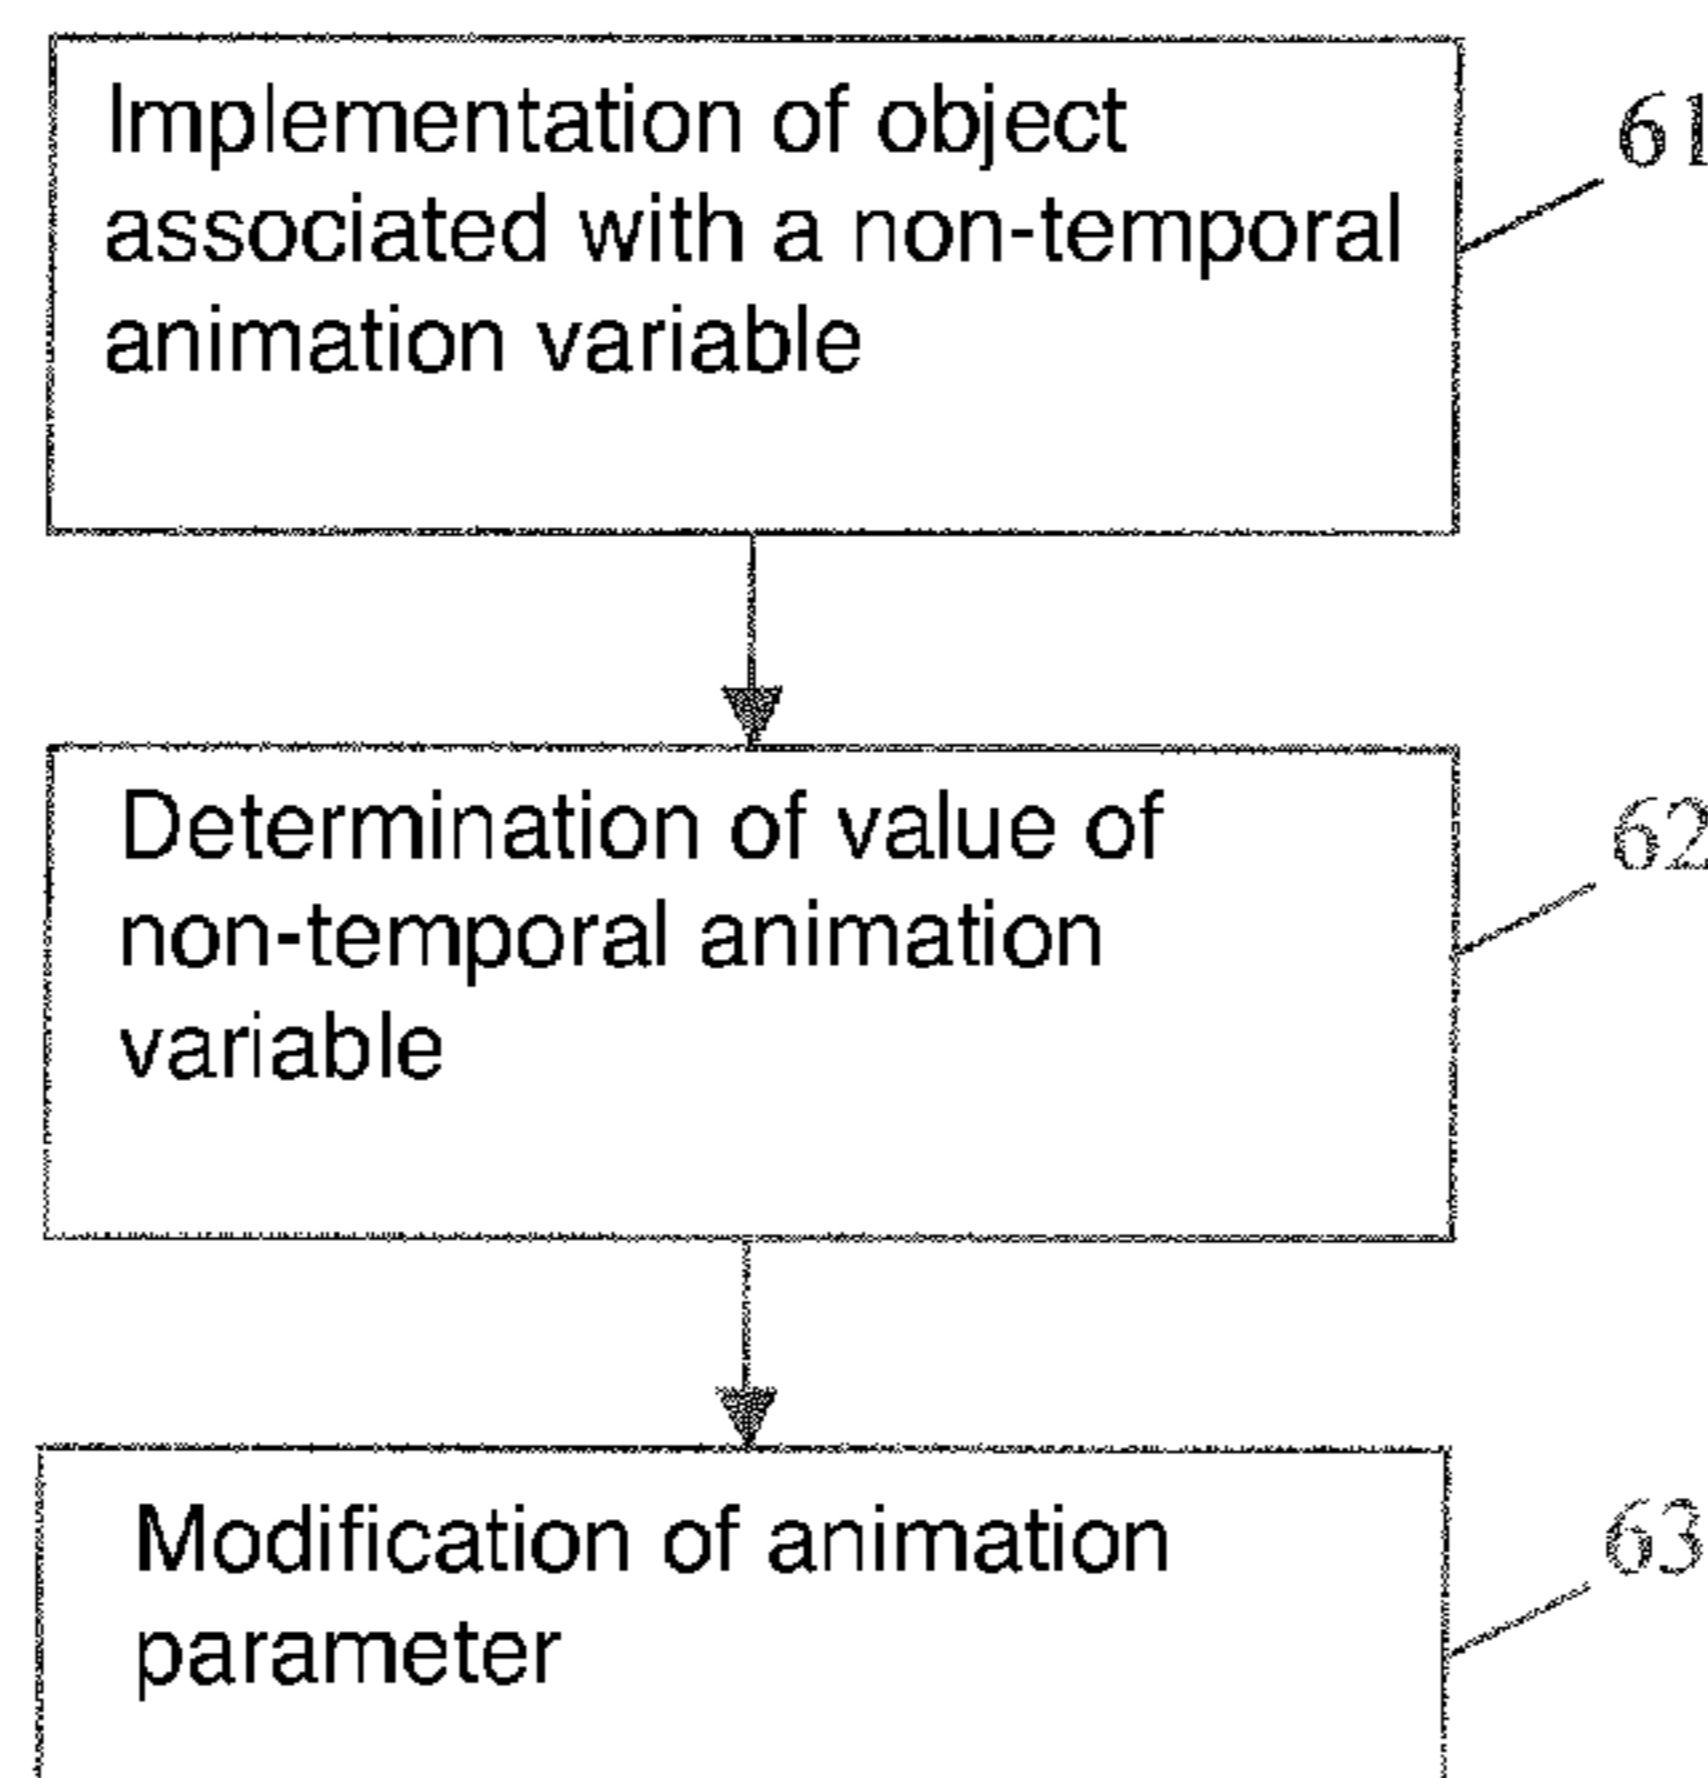 Implementation of object
associated with a non-temporal
animation variable
61
Determination of value of
non-temporal animation
variable
62
Modification of animation
parameter
63